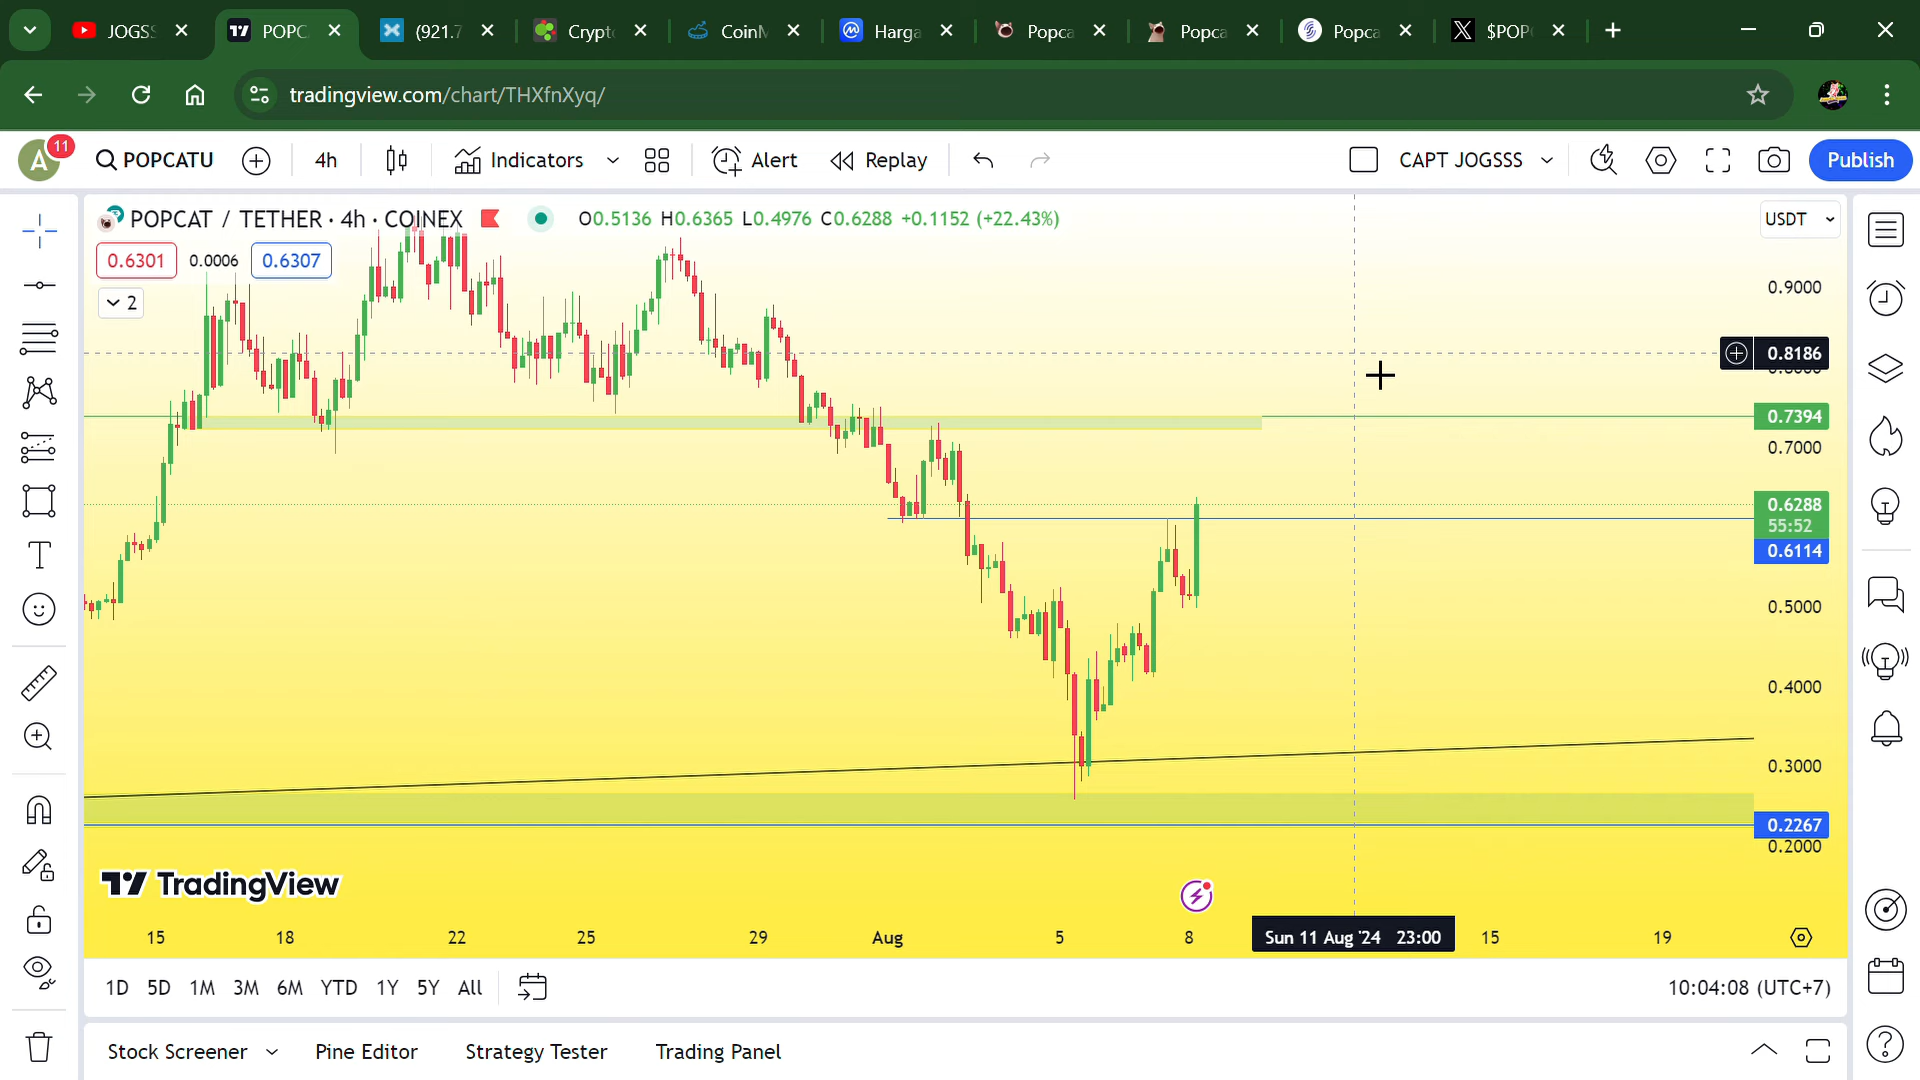 JOGSS
POPC
(921.7
Crypt
CoinM
Harga
Popca
Popca
Popca
$POP
tradingview.com/chart/THXfnXyq/
A
11
POPCATU
4h
Indicators
Alert
Replay
CAPT JOGSSS
Publish
POPCAT / TETHER · 4h · COINEX
O0.5136 H0.6365 L0.4976 C0.6288 +0.1152 (+22.43%)
USDT
0.6301
0.0006
0.6307
2
0.9000
0.8186
0.7394
0.7000
0.6288
55:52
0.6114
0.5000
0.4000
0.3000
0.2267
0.2000
TradingView
15
18
22
25
29
Aug
5
8
Sun 11 Aug '24 23:00
15
19
1D 5D 1M 3M 6M YTD 1Y 5Y All
10:04:08 (UTC+7)
Stock Screener
Pine Editor
Strategy Tester
Trading Panel